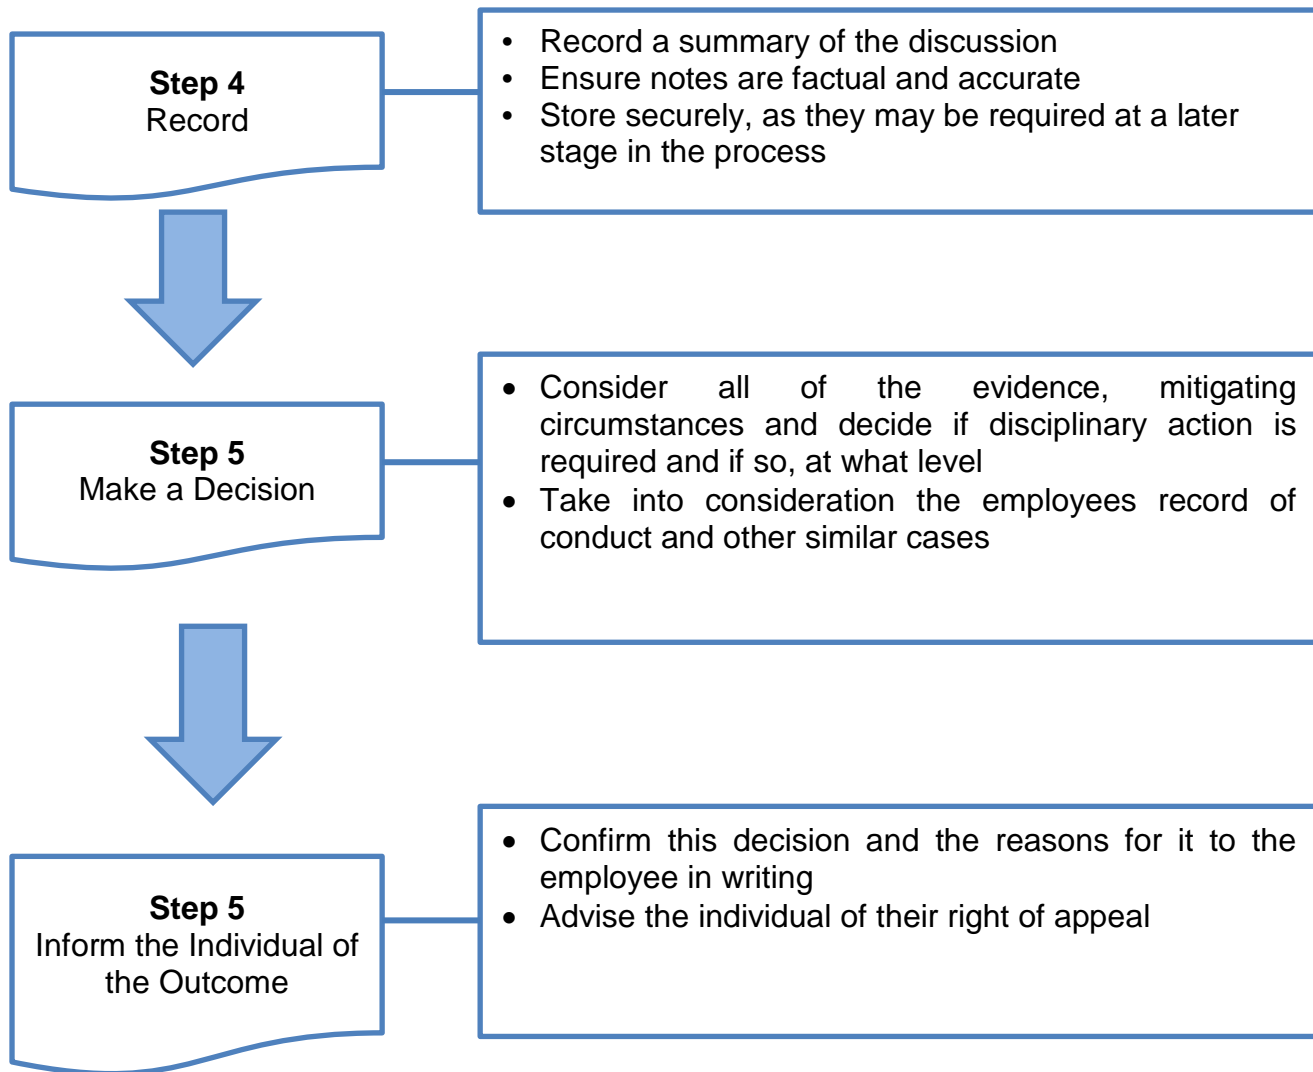 Step 4
Record
• Record a summary of the discussion
• Ensure notes are factual and accurate
• Store securely, as they may be required at a later
stage in the process
Step 5
Make a Decision
• Consider all of the evidence, mitigating
circumstances and decide if disciplinary action is
required and if so, at what level
• Take into consideration the employees record of
conduct and other similar cases
Step 5
Inform the Individual of
the Outcome
• Confirm this decision and the reasons for it to the
employee in writing
• Advise the individual of their right of appeal